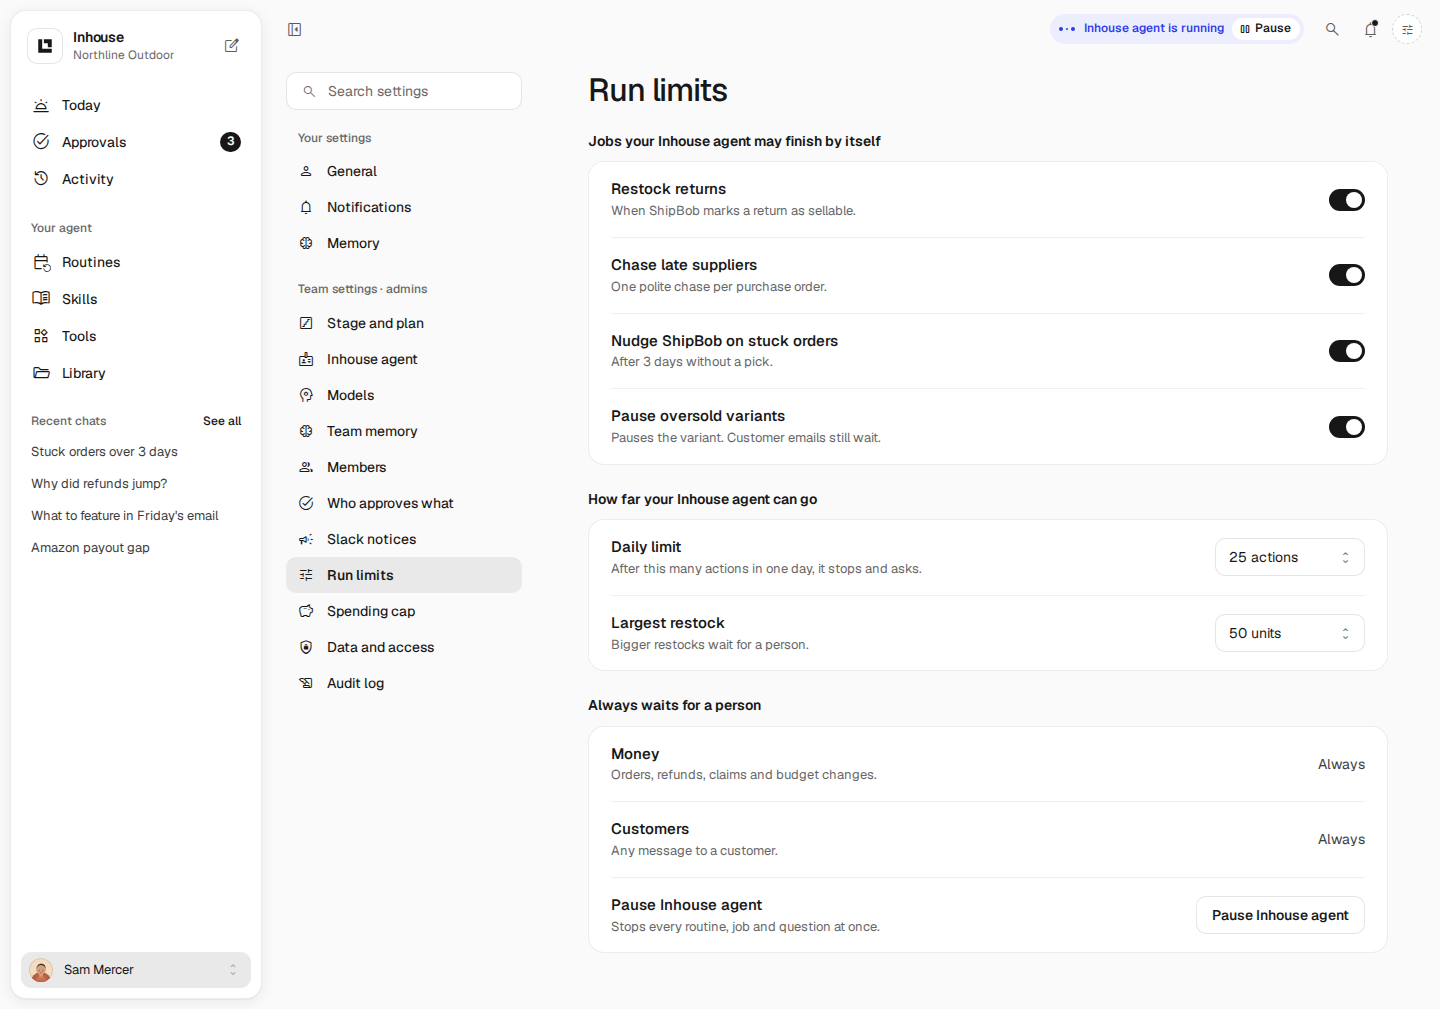 Inhouse
Northline Outdoor
Today
Approvals
3
Activity
Your agent
Routines
Skills
Tools
Library
Recent chats
See all
Stuck orders over 3 days
Why did refunds jump?
What to feature in Friday's email
Amazon payout gap
Sam Mercer
Inhouse agent is running
Pause
Search settings
Your settings
General
Notifications
Memory
Team settings · admins
Stage and plan
Inhouse agent
Models
Team memory
Members
Who approves what
Slack notices
Run limits
Spending cap
Data and access
Audit log
Run limits
Jobs your Inhouse agent may finish by itself
Restock returns
When ShipBob marks a return as sellable.
Chase late suppliers
One polite chase per purchase order.
Nudge ShipBob on stuck orders
After 3 days without a pick.
Pause oversold variants
Pauses the variant. Customer emails still wait.
How far your Inhouse agent can go
Daily limit
After this many actions in one day, it stops and asks.
25 actions
Largest restock
Bigger restocks wait for a person.
50 units
Always waits for a person
Money
Orders, refunds, claims and budget changes.
Always
Customers
Any message to a customer.
Always
Pause Inhouse agent
Stops every routine, job and question at once.
Pause Inhouse agent